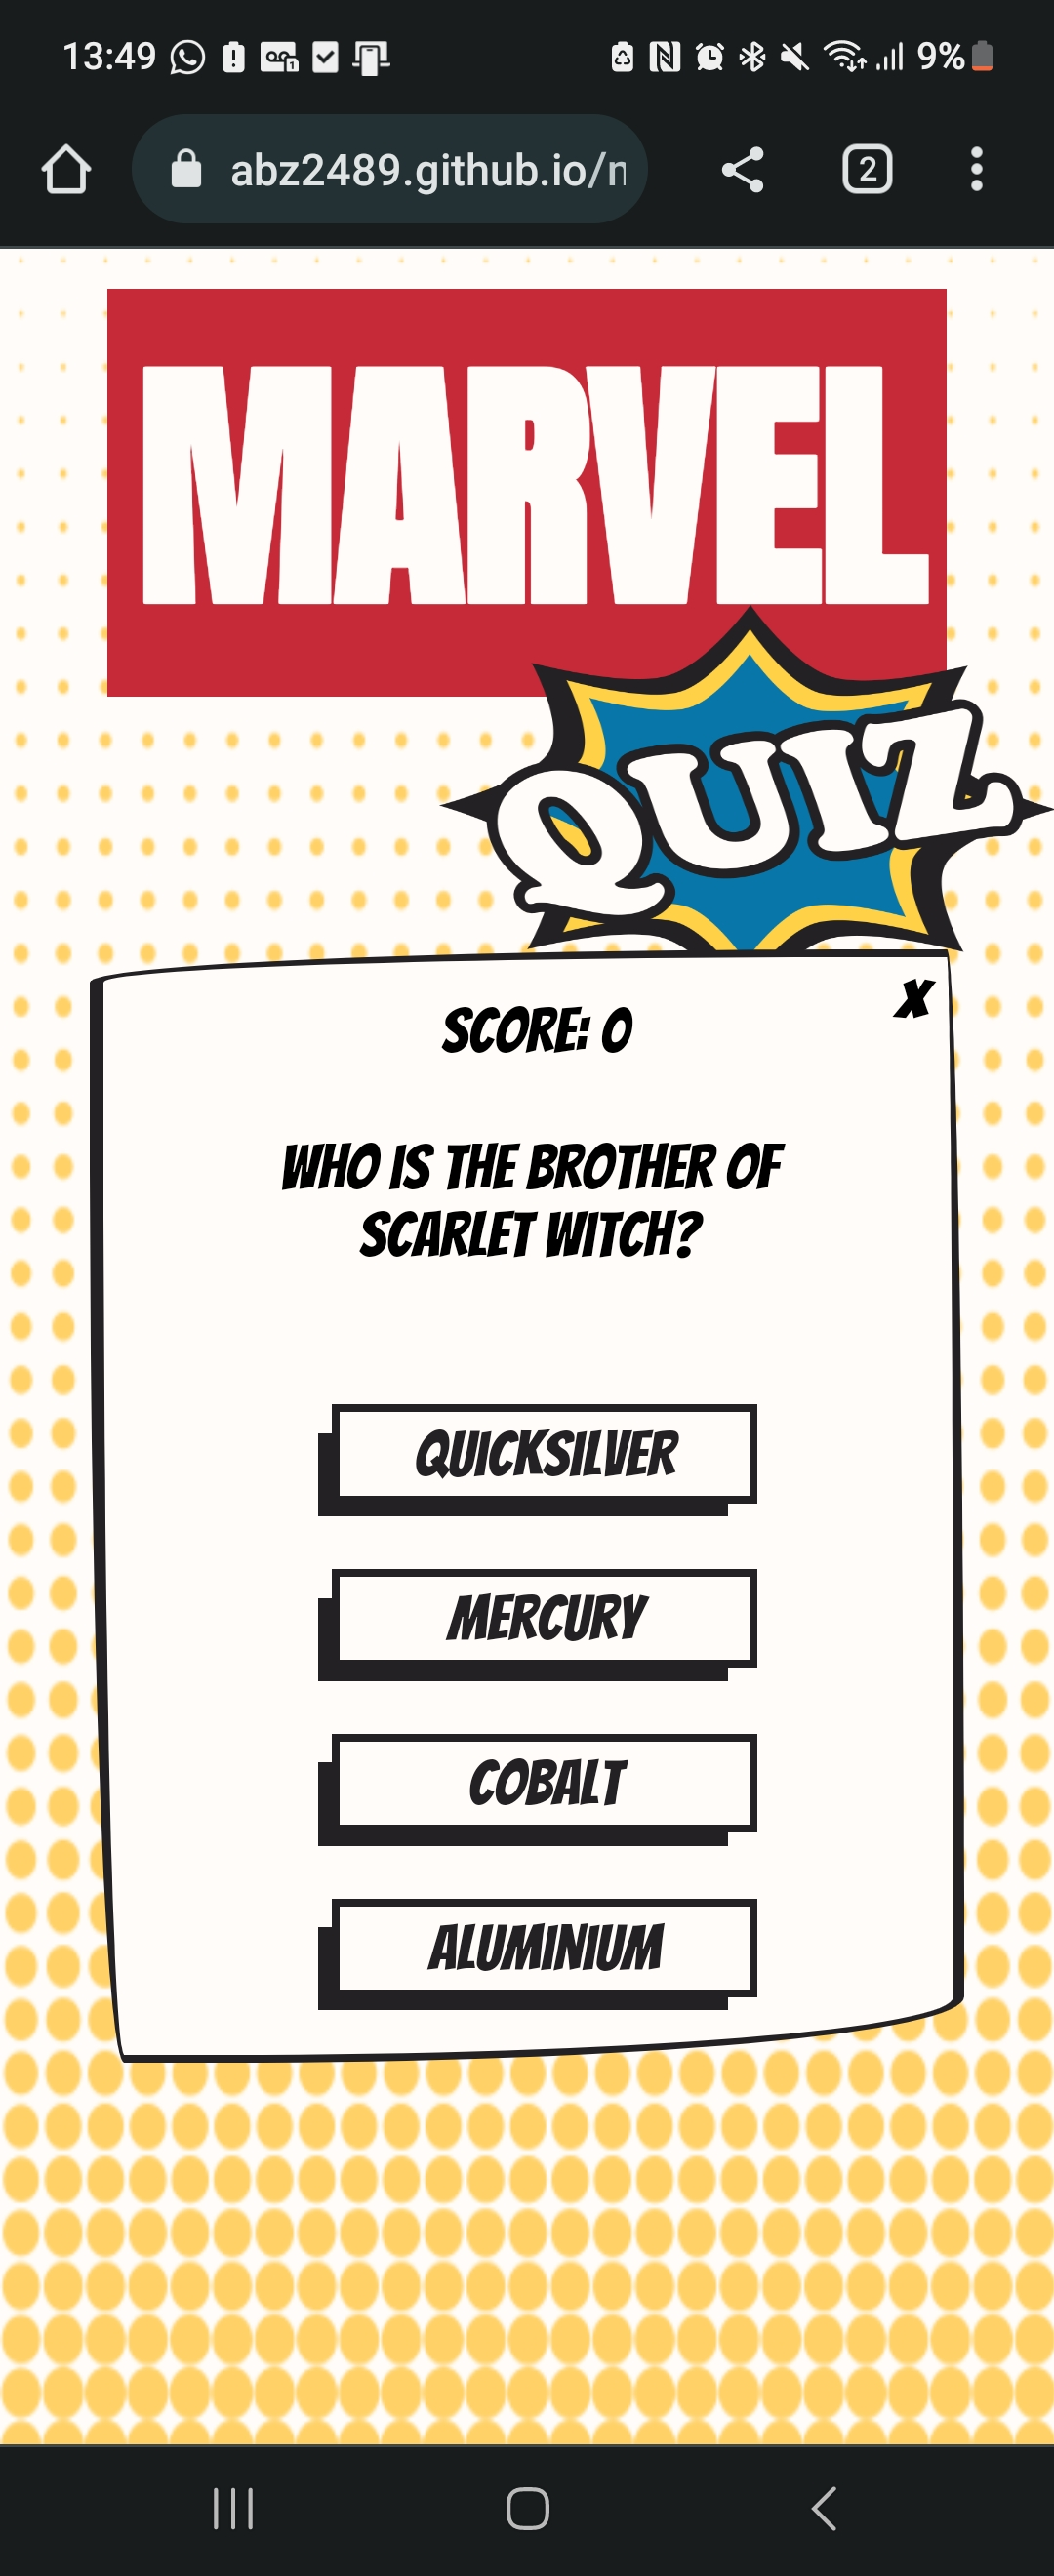 13:49
1
9%
abz2489.github.io/n
2
MARVEL
QUIZ
X
SCORE: 0
WHO IS THE BROTHER OF
SCARLET WITCH?
QUICKSILVER
MERCURY
COBALT
ALUMINIUM